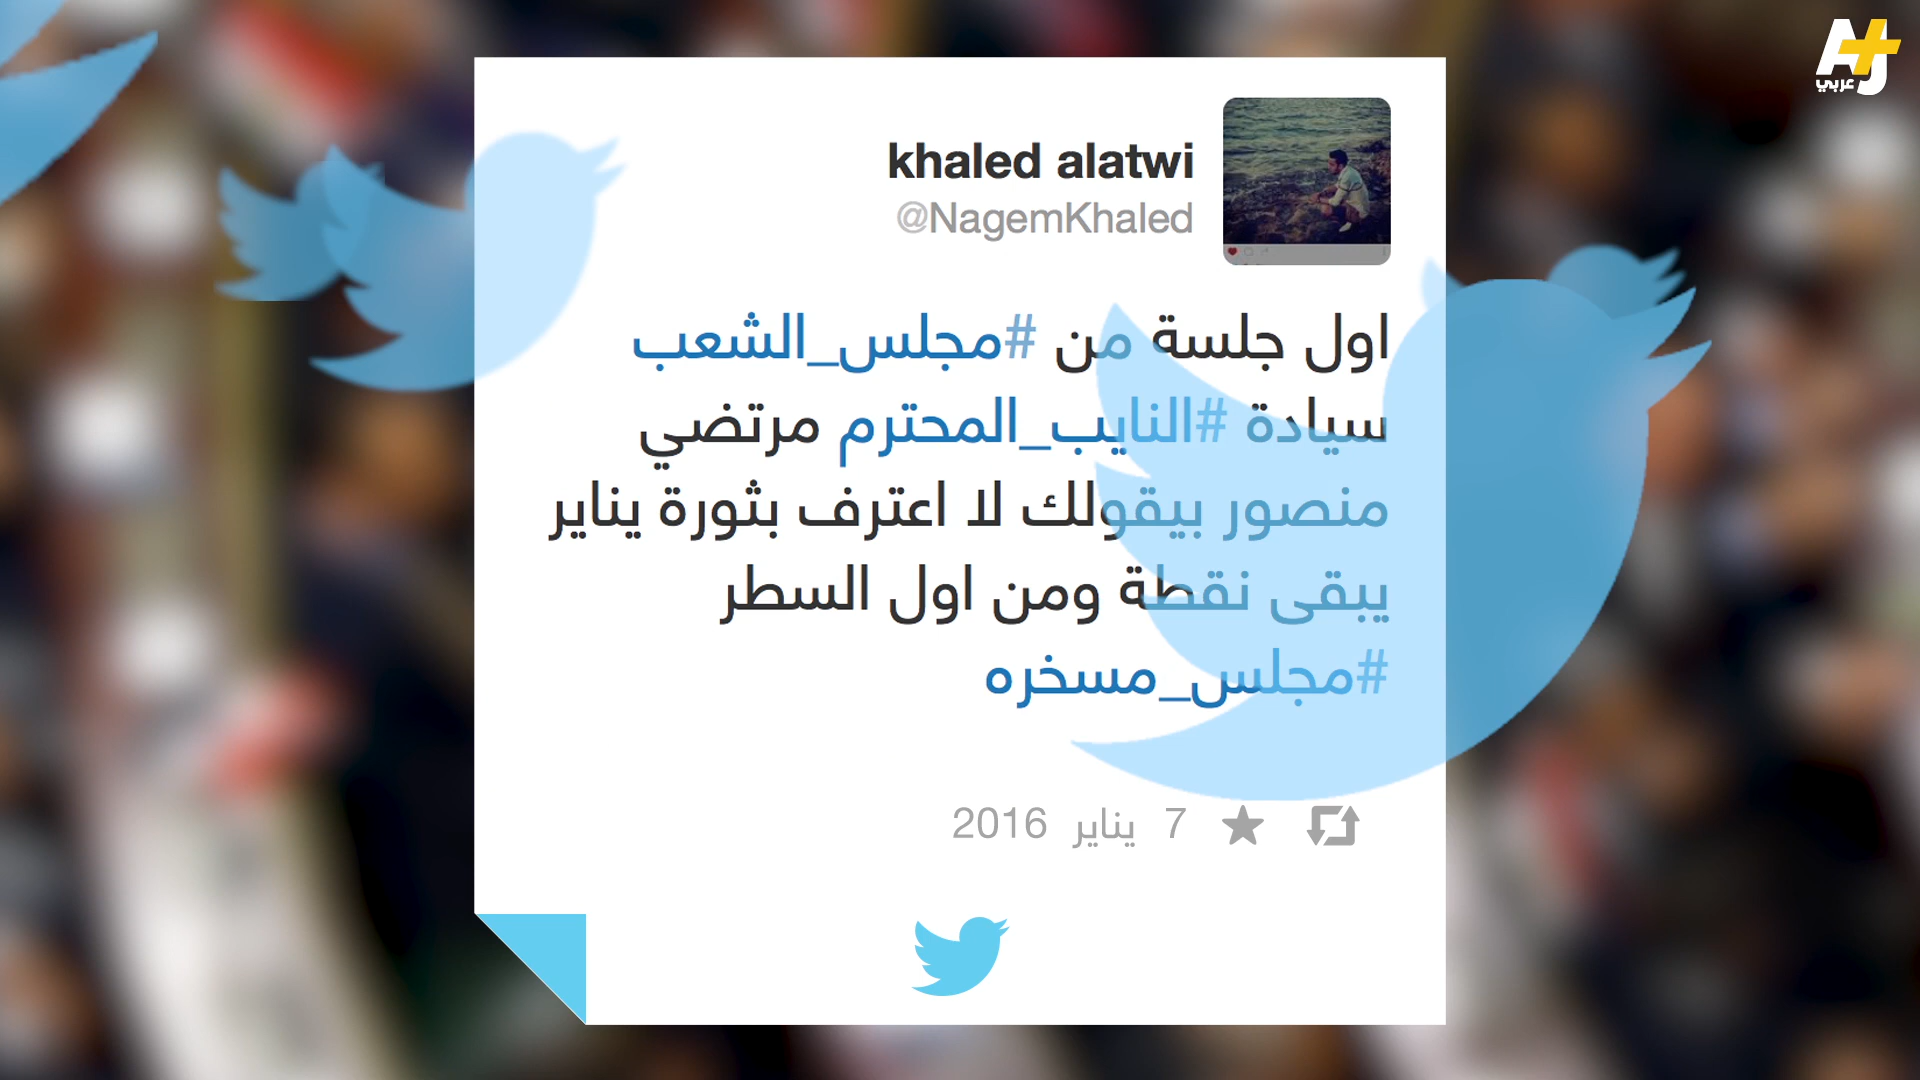 AJ+
عربي
khaled alatwi
@NagemKhaled
اول جلسة من #مجلس_الشعب
سيادة #النايب_المحترم مرتضي
منصور بيقولك لا اعترف بثورة يناير
يبقى نقطة ومن اول السطر
#مجلس_مسخره
7 يناير 2016